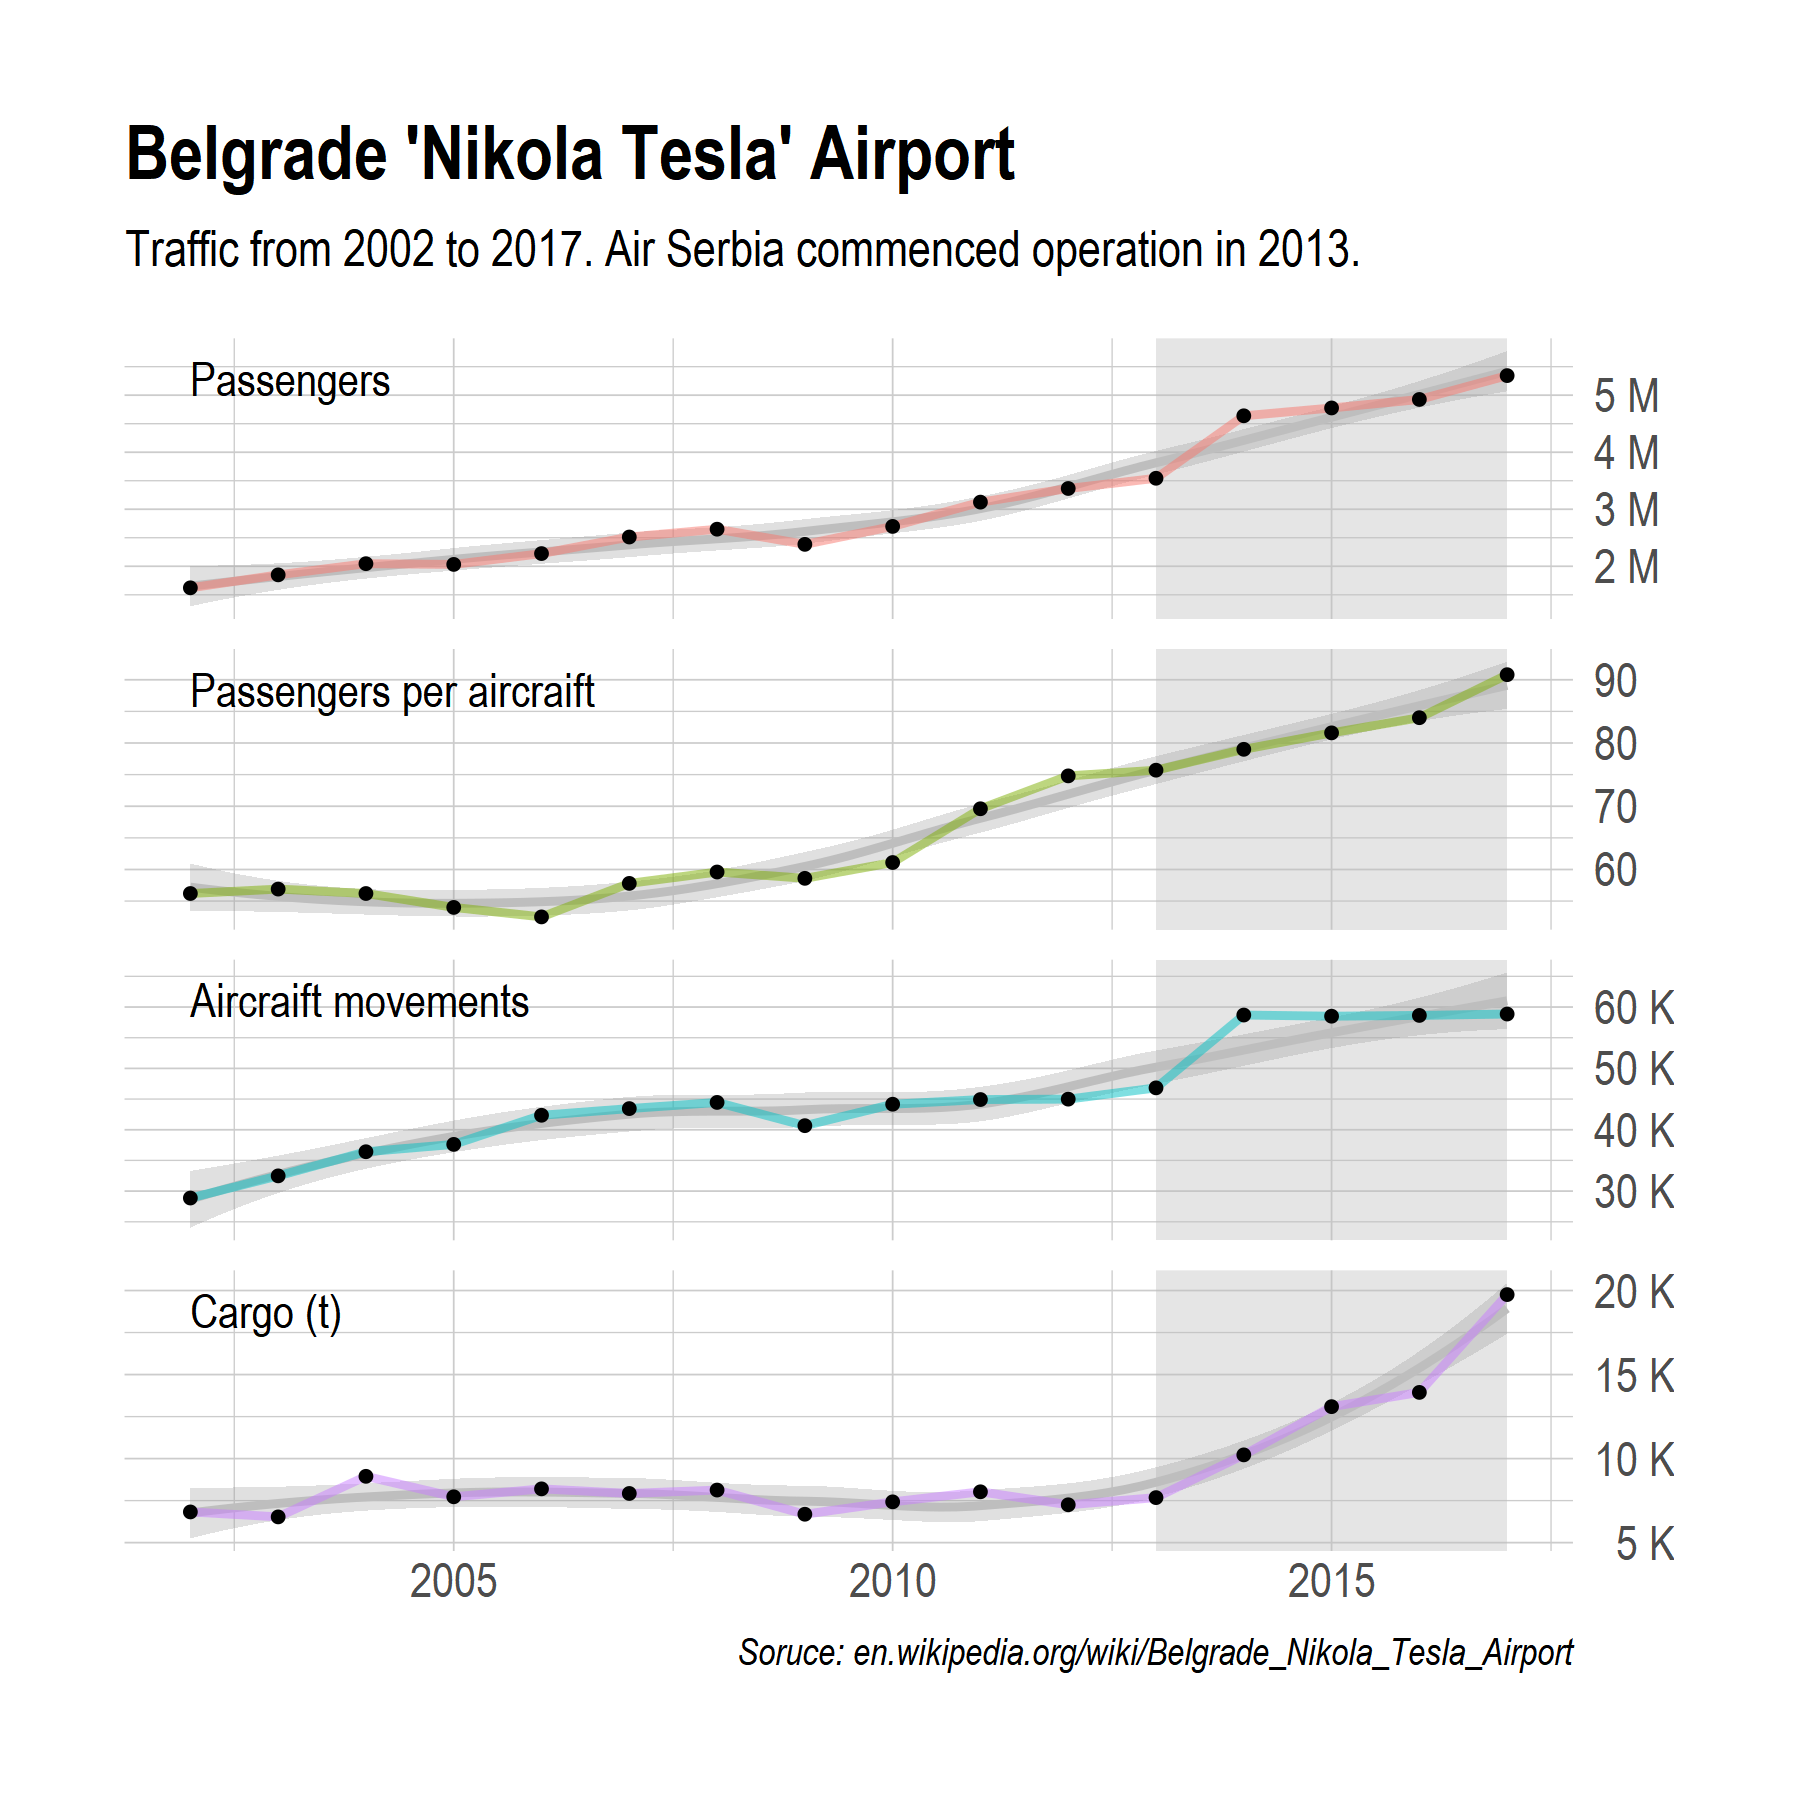 Belgrade 'Nikola Tesla' Airport
Traffic from 2002 to 2017. Air Serbia commenced operation in 2013.
Passengers
5 M
4 M
3 M
2 M
Passengers per aircraift
90
80
70
60
Aircraift movements
60 K
50 K
40 K
30 K
Cargo (t)
20 K
15 K
10 K
5 K
2005 2010 2015
Soruce: en.wikipedia.org/wiki/Belgrade_Nikola_Tesla_Airport